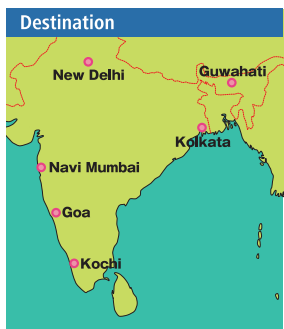 Destination
New Delhi
Guwahati
Kolkata
Navi Mumbai
Goa
Kochi